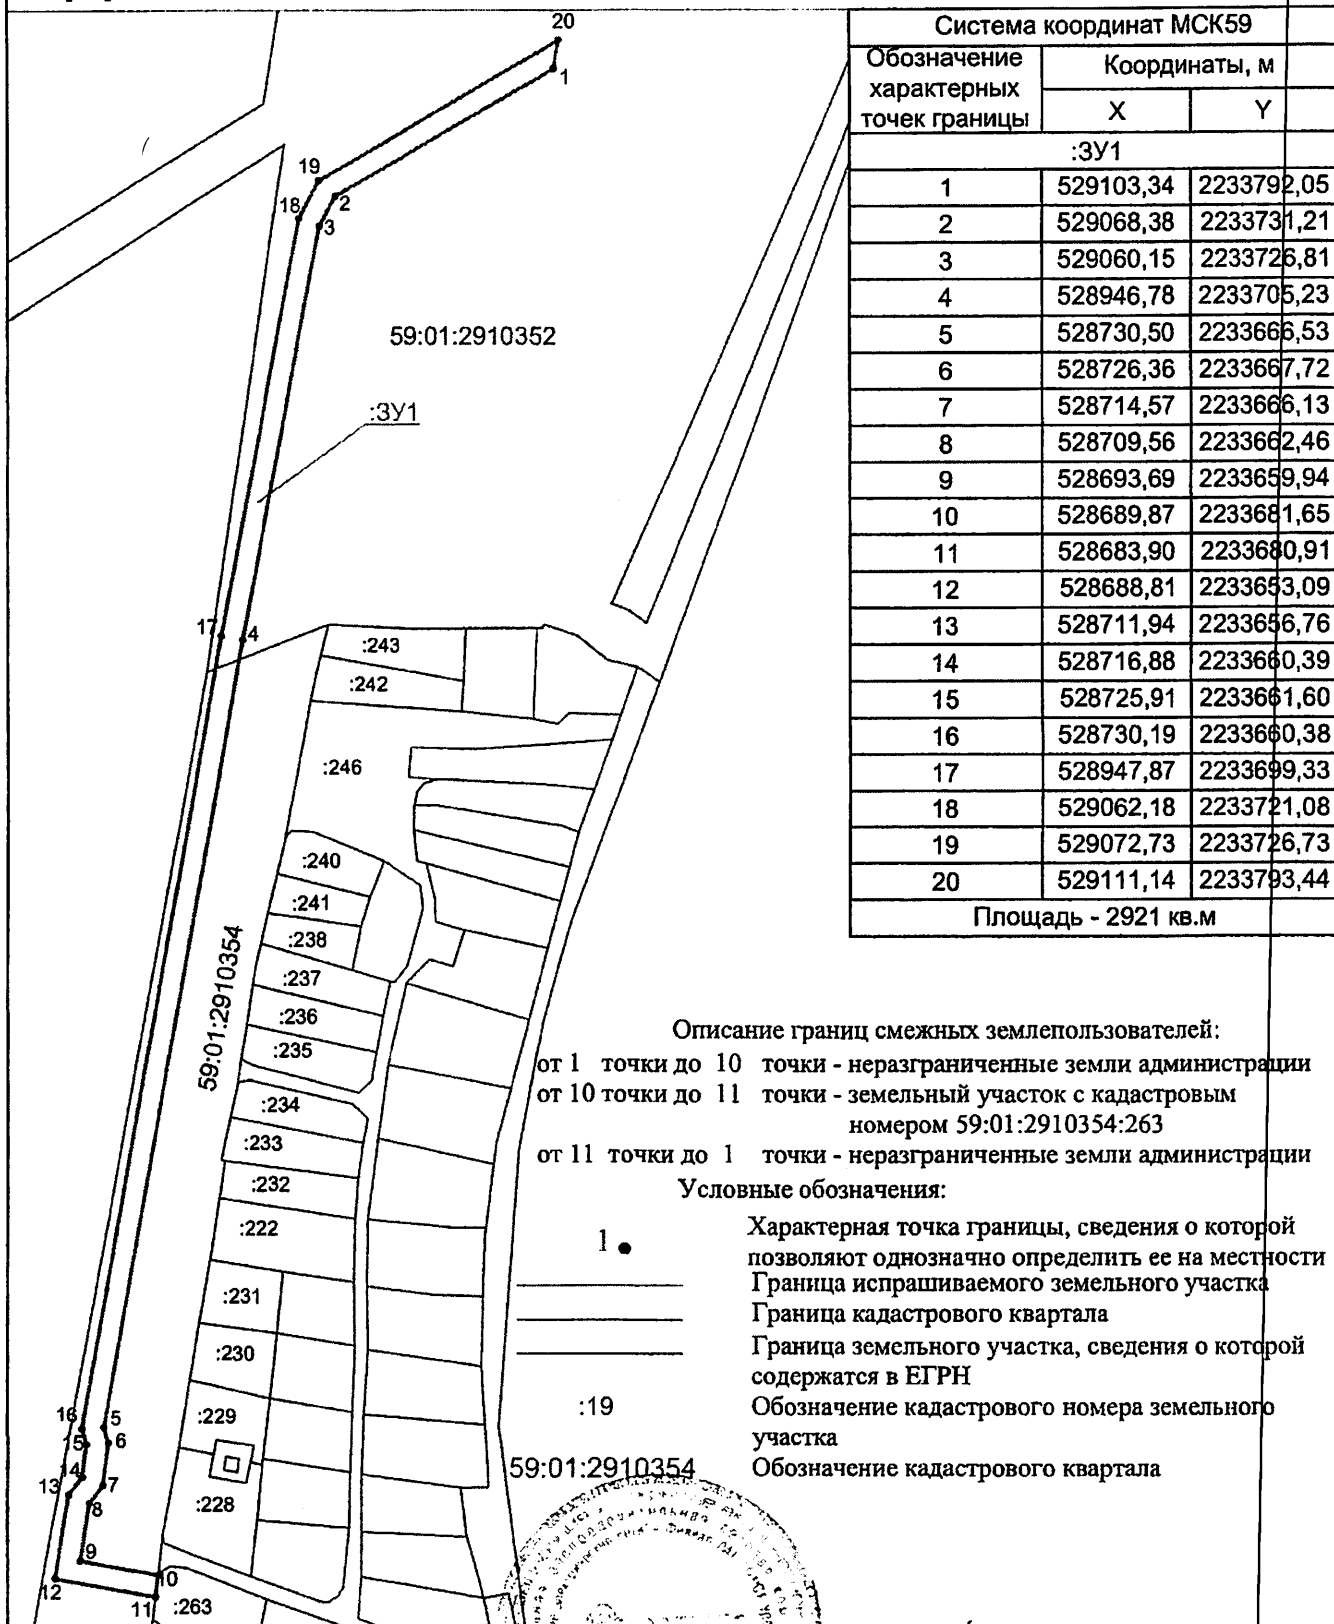 20
1
19
2
18
3
59:01:2910352
:ЗУ1
17
4
:243
:242
:246
:240
:241
:238
:237
:236
:235
59:01:2910354
:234
:233
:232
:222
:231
:230
:229
:228
16
5
15
6
14
13
7
8
9
12
10
11
:263
Система координат МСК59
Обозначение характерных точек границы
Координаты, м
X Y
:ЗУ1
1 529103,34 2233792,05
2 529068,38 2233731,21
3 529060,15 2233726,81
4 528946,78 2233705,23
5 528730,50 2233666,53
6 528726,36 2233667,72
7 528714,57 2233666,13
8 528709,56 2233662,46
9 528693,69 2233659,94
10 528689,87 2233681,65
11 528683,90 2233680,91
12 528688,81 2233653,09
13 528711,94 2233656,76
14 528716,88 2233660,39
15 528725,91 2233661,60
16 528730,19 2233660,38
17 528947,87 2233699,33
18 529062,18 2233721,08
19 529072,73 2233726,73
20 529111,14 2233793,44
Площадь - 2921 кв.м
Описание границ смежных землепользователей:
от 1 точки до 10 точки - неразграниченные земли администрации
от 10 точки до 11 точки - земельный участок с кадастровым
номером 59:01:2910354:263
от 11 точки до 1 точки - неразграниченные земли администрации
Условные обозначения:
1
Характерная точка границы, сведения о которой
позволяют однозначно определить ее на местности
Граница испрашиваемого земельного участка
Граница кадастрового квартала
Граница земельного участка, сведения о которой
содержатся в ЕГРН
:19
Обозначение кадастрового номера земельного
участка
59:01:2910354
Обозначение кадастрового квартала